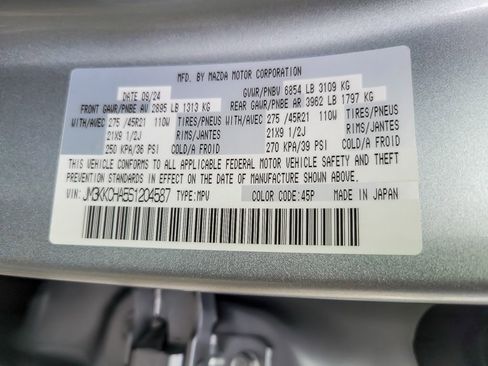 MFD. BY MAZDA MOTOR CORPORATION
DATE 09/24 GVWR/PNBV 6854 LB 3109 KG
FRONT GAWR/PNBE AV 2895 LB 1313 KG REAR GAWR/PNBE AR 3962 LB 1797 KG
WITH/AVEC 275 /45R21 110W TIRES/PNEUS WITH/AVEC 275 /45R21 110W TIRES/PNEUS
21X9 1/2J RIMS/JANTES 21X9 1/2J RIMS/JANTES
250 KPA/36 PSI COLD/A FROID 270 KPA/39 PSI COLD/A FROID
THIS VEHICLE CONFORMS TO ALL APPLICABLE FEDERAL MOTOR VEHICLE SAFETY AND THEFT
PREVENTION STANDARDS IN EFFECT ON THE DATE OF MANUFACTURE SHOWN ABOVE.
VIN: JM3KKCHA5S1204587 TYPE:MPV COLOR CODE:45P MADE IN JAPAN